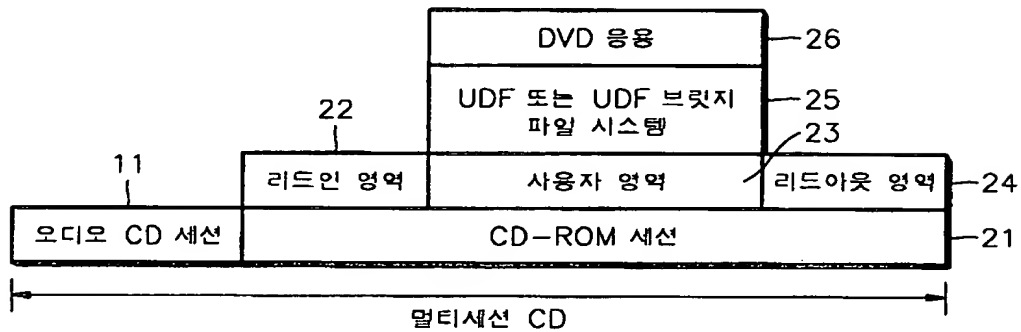 DVD 응용
26
UDF 또는 UDF 브릿지
파일 시스템
25
22
23
11
리드인 영역
사용자 영역
리드아웃 영역
24
오디오 CD 세션
CD-ROM 세션
21
멀티세션 CD